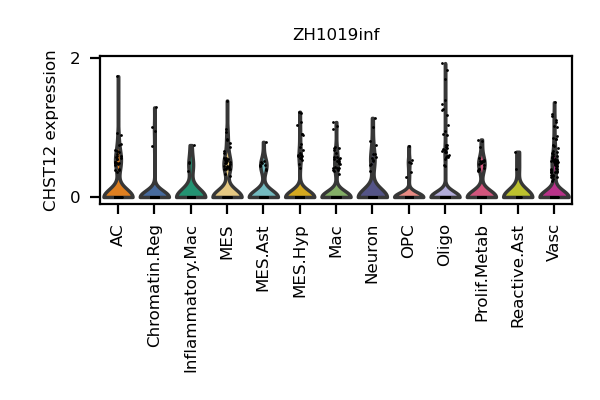 ZH1019inf
CHST12 expression
2
0
AC
Chromatin.Reg
Inflammatory.Mac
MES
MES.Ast
MES.Hyp
Mac
Neuron
OPC
Oligo
Prolif.Metab
Reactive.Ast
Vasc